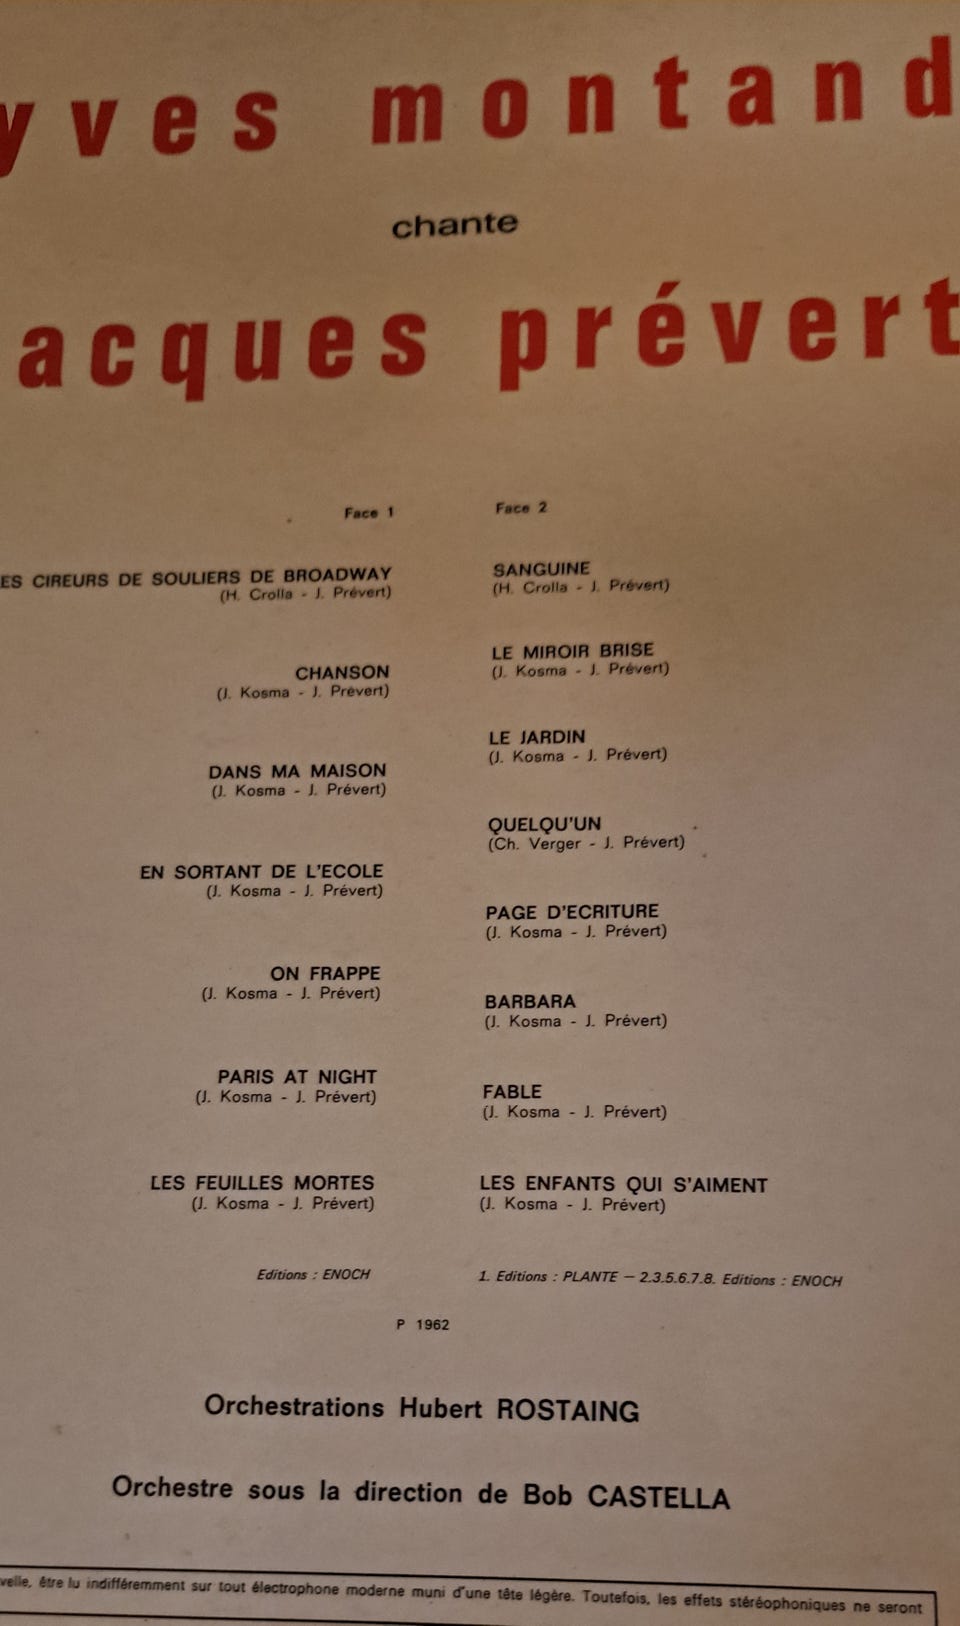 yves montand
chante
acques prévert
Face 1
ES CIREURS DE SOULIERS DE BROADWAY
(H. Crolla - J. Prévert)
CHANSON
(J. Kosma - J. Prévert)
DANS MA MAISON
(J. Kosma - J. Prévert)
EN SORTANT DE L'ECOLE
(J. Kosma - J. Prévert)
ON FRAPPE
(J. Kosma - J. Prévert)
PARIS AT NIGHT
(J. Kosma - J. Prévert)
LES FEUILLES MORTES
(J. Kosma - J. Prévert)
Editions : ENOCH
Face 2
SANGUINE
(H. Crolla - J. Prévert)
LE MIROIR BRISE
(J. Kosma - J. Prévert)
LE JARDIN
(J. Kosma - J. Prévert)
QUELQU'UN
(Ch. Verger - J. Prévert)
PAGE D'ECRITURE
(J. Kosma - J. Prévert)
BARBARA
(J. Kosma - J. Prévert)
FABLE
(J. Kosma - J. Prévert)
LES ENFANTS QUI S'AIMENT
(J. Kosma - J. Prévert)
1. Editions : PLANTE — 2.3.5.6.7.8. Editions : ENOCH
P 1962
Orchestrations Hubert ROSTAING
Orchestre sous la direction de Bob CASTELLA
velle, être lu indifféremment sur tout électrophone moderne muni d'une tête légère. Toutefois, les effets stéréophoniques ne seront